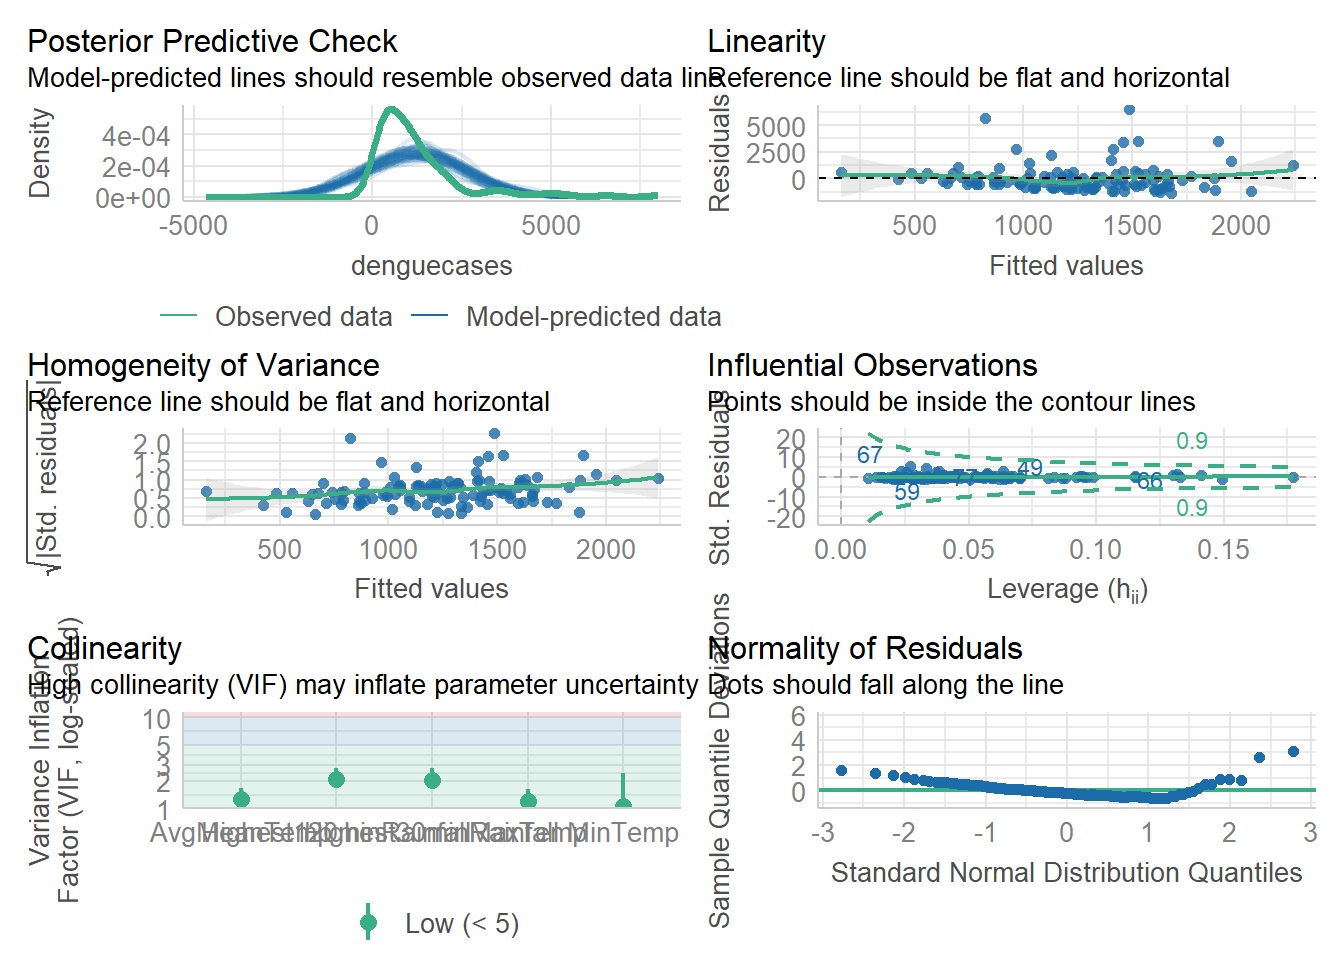 Posterior Predictive Check
Model-predicted lines should resemble observed data line
Density
4e-04
2e-04
0e+00
-5000 0 5000
denguecases
Observed data Model-predicted data
Linearity
Reference line should be flat and horizontal
Residuals
5000
2500
0
500 1000 1500 2000
Fitted values
Homogeneity of Variance
Reference line should be flat and horizontal
√|Std. residuals|
2.0
1.5
1.0
0.5
0.0
500 1000 1500 2000
Fitted values
Influential Observations
Points should be inside the contour lines
Std. Residuals
20
10
0
-10
-20
0.9
67
49
77
66
59
0.9
0.00 0.05 0.10 0.15
Leverage (hii)
Collinearity
High collinearity (VIF) may inflate parameter uncertainty
Variance Inflation
Factor (VIF, log-scaled)
10
5
3
2
1
MinTemp
Low (< 5)
Normality of Residuals
Dots should fall along the line
Sample Quantile Deviations
6
4
2
0
-3 -2 -1 0 1 2 3
Standard Normal Distribution Quantiles